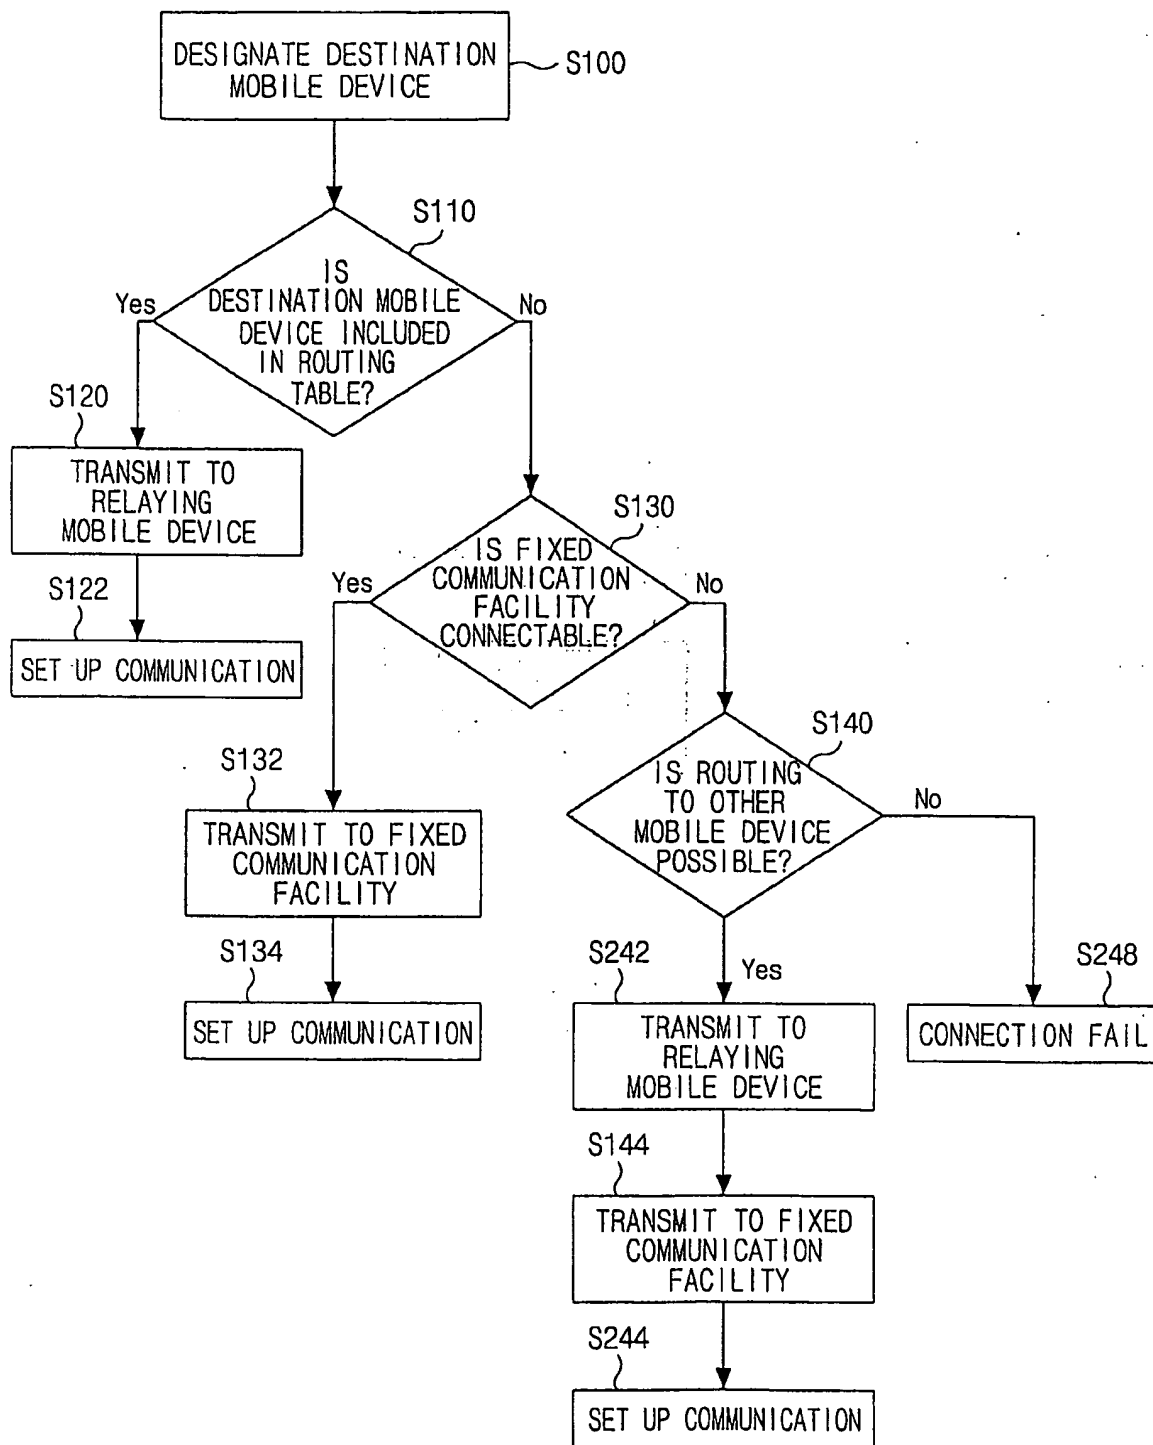 DESIGNATE DESTINATION
MOBILE DEVICE
S100
S110
IS
DESTINATION MOBILE
DEVICE INCLUDED
IN ROUTING
TABLE?
Yes
No
S120
TRANSMIT TO
RELAYING
MOBILE DEVICE
S122
SET UP COMMUNICATION
S130
IS FIXED
COMMUNICATION
FACILITY
CONNECTABLE?
Yes
No
S132
TRANSMIT TO FIXED
COMMUNICATION
FACILITY
S134
SET UP COMMUNICATION
S140
IS ROUTING
TO OTHER
MOBILE DEVICE
POSSIBLE?
No
Yes
S242
TRANSMIT TO
RELAYING
MOBILE DEVICE
S248
CONNECTION FAIL
S144
TRANSMIT TO FIXED
COMMUNICATION
FACILITY
S244
SET UP COMMUNICATION